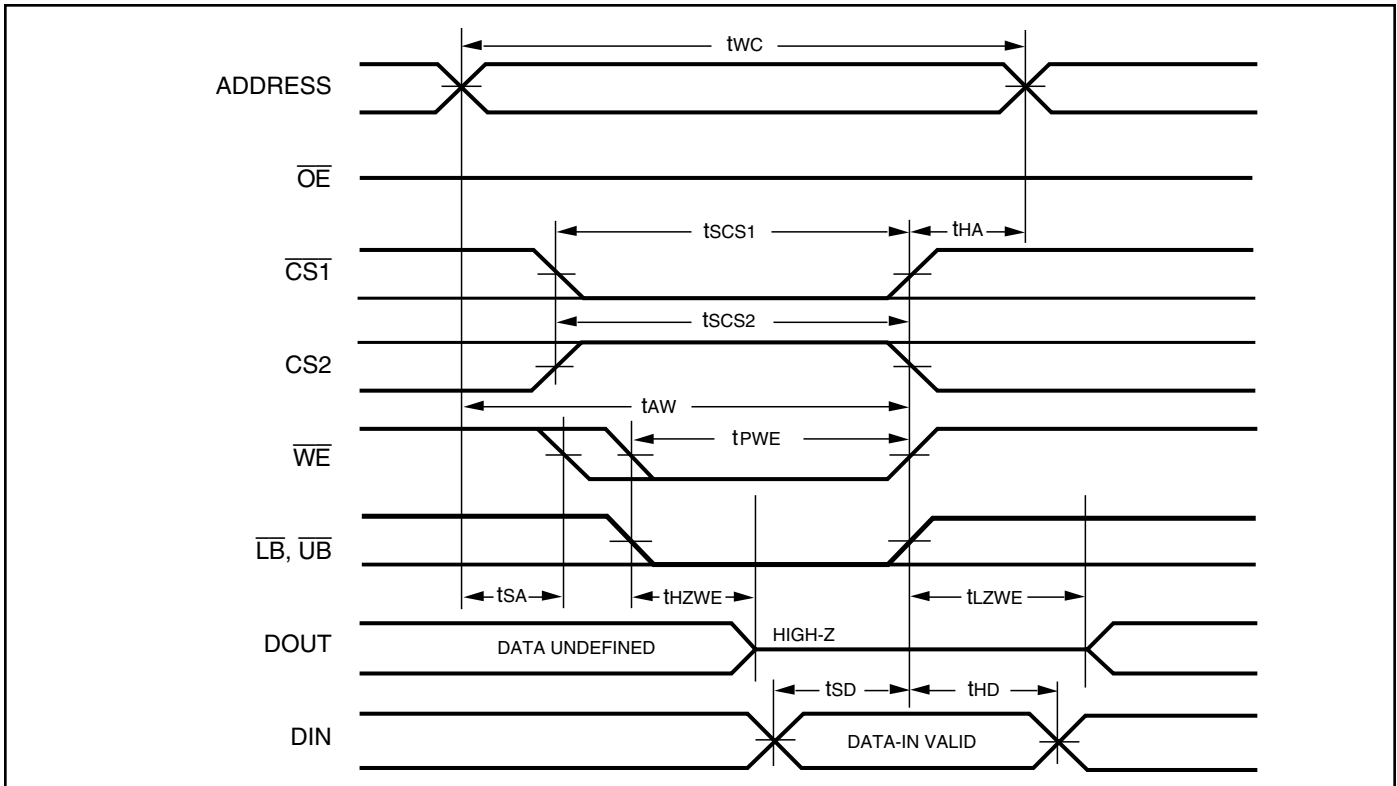 tWC
ADDRESS
OE
tSCS1
tHA
CS1
tSCS2
CS2
tAW
tPWE
WE
LB, UB
tSA
tHZWE
tLZWE
DOUT
DATA UNDEFINED
HIGH-Z
tSD
tHD
DIN
DATA-IN VALID